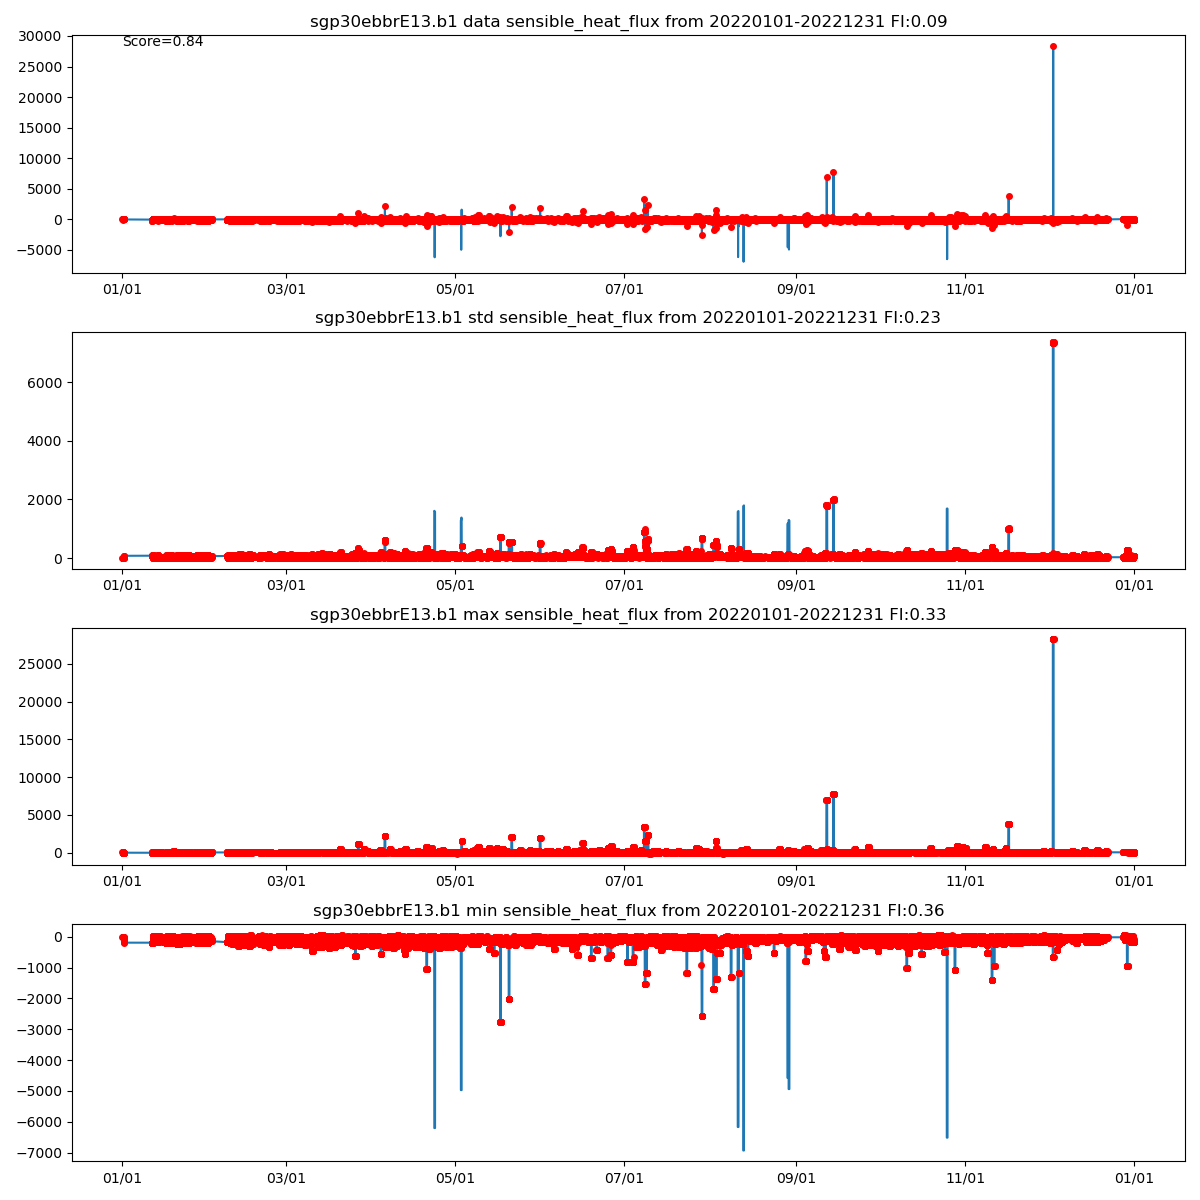 sgp30ebbrE13.b1 data sensible_heat_flux from 20220101-20221231 FI:0.09
Score=0.84
30000
25000
20000
15000
10000
5000
0
−5000
01/01 03/01 05/01 07/01 09/01 11/01 01/01
sgp30ebbrE13.b1 std sensible_heat_flux from 20220101-20221231 FI:0.23
6000
4000
2000
0
01/01 03/01 05/01 07/01 09/01 11/01 01/01
sgp30ebbrE13.b1 max sensible_heat_flux from 20220101-20221231 FI:0.33
25000
20000
15000
10000
5000
0
01/01 03/01 05/01 07/01 09/01 11/01 01/01
sgp30ebbrE13.b1 min sensible_heat_flux from 20220101-20221231 FI:0.36
0
−1000
−2000
−3000
−4000
−5000
−6000
−7000
01/01 03/01 05/01 07/01 09/01 11/01 01/01